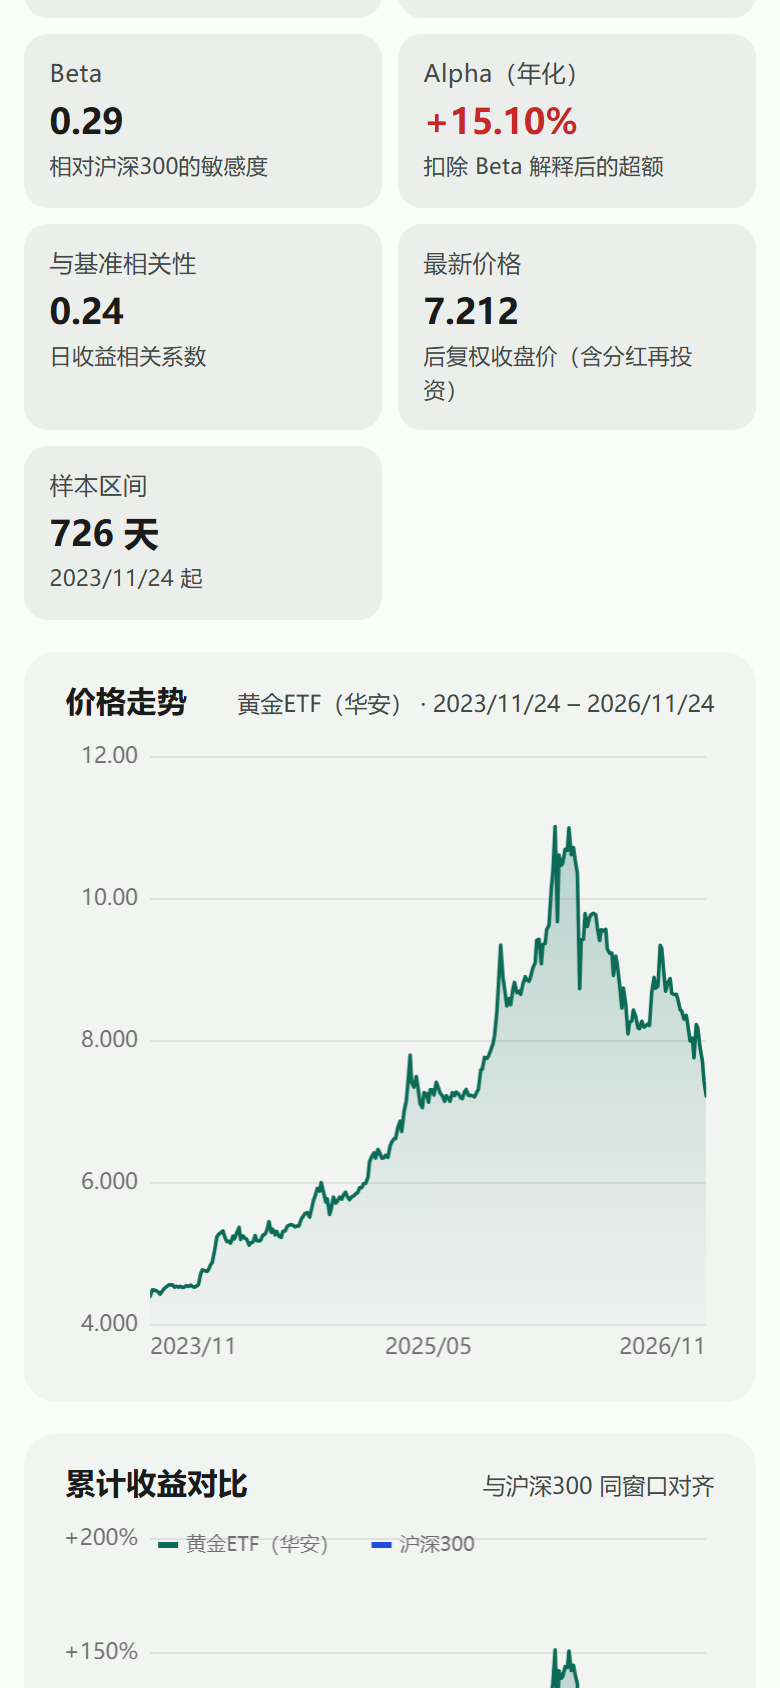 Beta
0.29
相对沪深300的敏感度
Alpha（年化）
+15.10%
扣除 Beta 解释后的超额
与基准相关性
0.24
日收益相关系数
最新价格
7.212
后复权收盘价（含分红再投
资）
样本区间
726 天
2023/11/24 起
价格走势
黄金ETF（华安） · 2023/11/24 – 2026/11/24
12.00
10.00
8.000
6.000
4.000
2023/11
2025/05
2026/11
累计收益对比
与沪深300 同窗口对齐
+200%
黄金ETF（华安）
沪深300
+150%